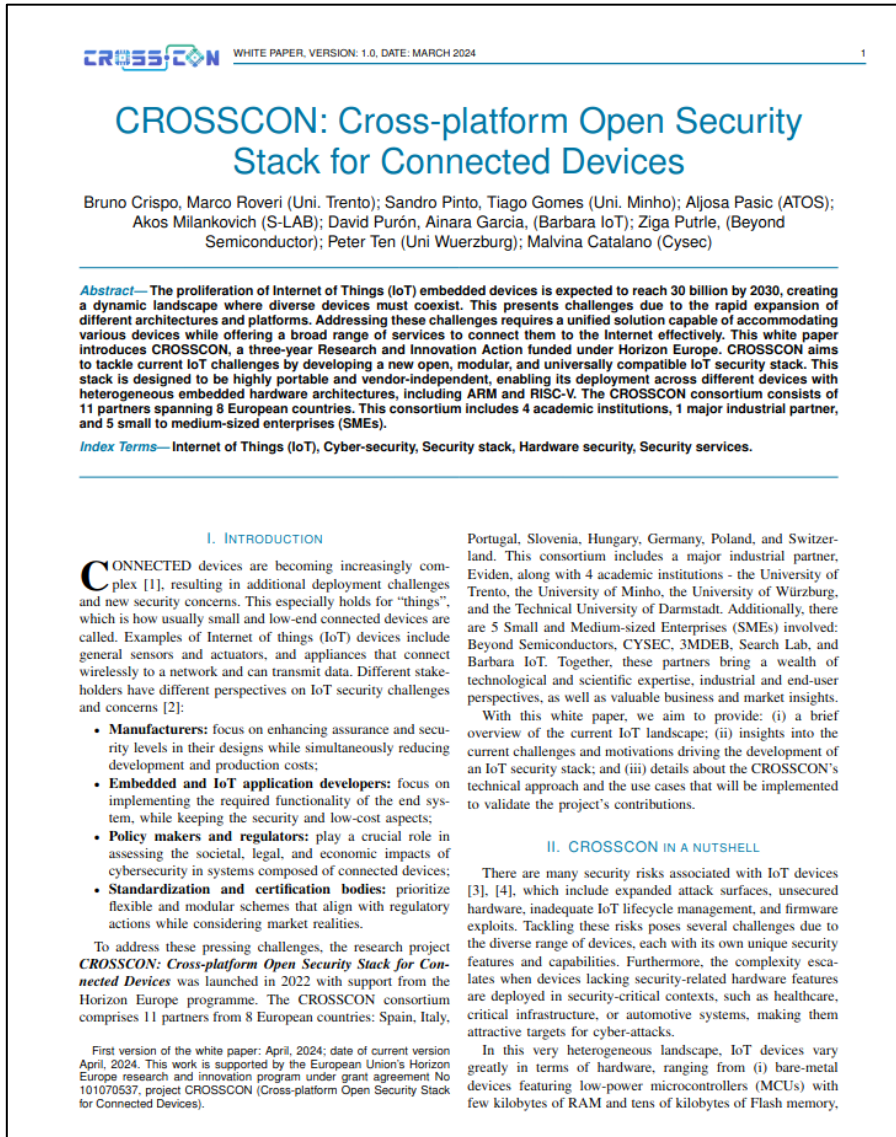 CROSSCON WHITE PAPER, VERSION: 1.0, DATE: MARCH 2024 1
CROSSCON: Cross-platform Open Security
Stack for Connected Devices
Bruno Crispo, Marco Roveri (Uni. Trento); Sandro Pinto, Tiago Gomes (Uni. Minho); Aljosa Pasic (ATOS);
Akos Milankovich (S-LAB); David Purón, Ainara Garcia, (Barbara IoT); Ziga Putrle, (Beyond
Semiconductor); Peter Ten (Uni Wuerzburg); Malvina Catalano (Cysec)
Abstract— The proliferation of Internet of Things (IoT) embedded devices is expected to reach 30 billion by 2030, creating
a dynamic landscape where diverse devices must coexist. This presents challenges due to the rapid expansion of
different architectures and platforms. Addressing these challenges requires a unified solution capable of accommodating
various devices while offering a broad range of services to connect them to the Internet effectively. This white paper
introduces CROSSCON, a three-year Research and Innovation Action funded under Horizon Europe. CROSSCON aims
to tackle current IoT challenges by developing a new open, modular, and universally compatible IoT security stack. This
stack is designed to be highly portable and vendor-independent, enabling its deployment across different devices with
heterogeneous embedded hardware architectures, including ARM and RISC-V. The CROSSCON consortium consists of
11 partners spanning 8 European countries. This consortium includes 4 academic institutions, 1 major industrial partner,
and 5 small to medium-sized enterprises (SMEs).
Index Terms— Internet of Things (IoT), Cyber-security, Security stack, Hardware security, Security services.
I. INTRODUCTION
CONNECTED devices are becoming increasingly com-
plex [1], resulting in additional deployment challenges
and new security concerns. This especially holds for “things”,
which is how usually small and low-end connected devices are
called. Examples of Internet of things (IoT) devices include
general sensors and actuators, and appliances that connect
wirelessly to a network and can transmit data. Different stake-
holders have different perspectives on IoT security challenges
and concerns [2]:
• Manufacturers: focus on enhancing assurance and secu-
rity levels in their designs while simultaneously reducing
development and production costs;
• Embedded and IoT application developers: focus on
implementing the required functionality of the end sys-
tem, while keeping the security and low-cost aspects;
• Policy makers and regulators: play a crucial role in
assessing the societal, legal, and economic impacts of
cybersecurity in systems composed of connected devices;
• Standardization and certification bodies: prioritize
flexible and modular schemes that align with regulatory
actions while considering market realities.
To address these pressing challenges, the research project
CROSSCON: Cross-platform Open Security Stack for Con-
nected Devices was launched in 2022 with support from the
Horizon Europe programme. The CROSSCON consortium
comprises 11 partners from 8 European countries: Spain, Italy,
First version of the white paper: April, 2024; date of current version
April, 2024. This work is supported by the European Union's Horizon
Europe research and innovation program under grant agreement No
101070537, project CROSSCON (Cross-platform Open Security Stack
for Connected Devices).
Portugal, Slovenia, Hungary, Germany, Poland, and Switzer-
land. This consortium includes a major industrial partner,
Eviden, along with 4 academic institutions - the University of
Trento, the University of Minho, the University of Würzburg,
and the Technical University of Darmstadt. Additionally, there
are 5 Small and Medium-sized Enterprises (SMEs) involved:
Beyond Semiconductors, CYSEC, 3MDEB, Search Lab, and
Barbara IoT. Together, these partners bring a wealth of
technological and scientific expertise, industrial and end-user
perspectives, as well as valuable business and market insights.
With this white paper, we aim to provide: (i) a brief
overview of the current IoT landscape; (ii) insights into the
current challenges and motivations driving the development of
an IoT security stack; and (iii) details about the CROSSCON's
technical approach and the use cases that will be implemented
to validate the project's contributions.
II. CROSSCON IN A NUTSHELL
There are many security risks associated with IoT devices
[3], [4], which include expanded attack surfaces, unsecured
hardware, inadequate IoT lifecycle management, and firmware
exploits. Tackling these risks poses several challenges due to
the diverse range of devices, each with its own unique security
features and capabilities. Furthermore, the complexity esca-
lates when devices lacking security-related hardware features
are deployed in security-critical contexts, such as healthcare,
critical infrastructure, or automotive systems, making them
attractive targets for cyber-attacks.
In this very heterogeneous landscape, IoT devices vary
greatly in terms of hardware, ranging from (i) bare-metal
devices featuring low-power microcontrollers (MCUs) with
few kilobytes of RAM and tens of kilobytes of Flash memory,